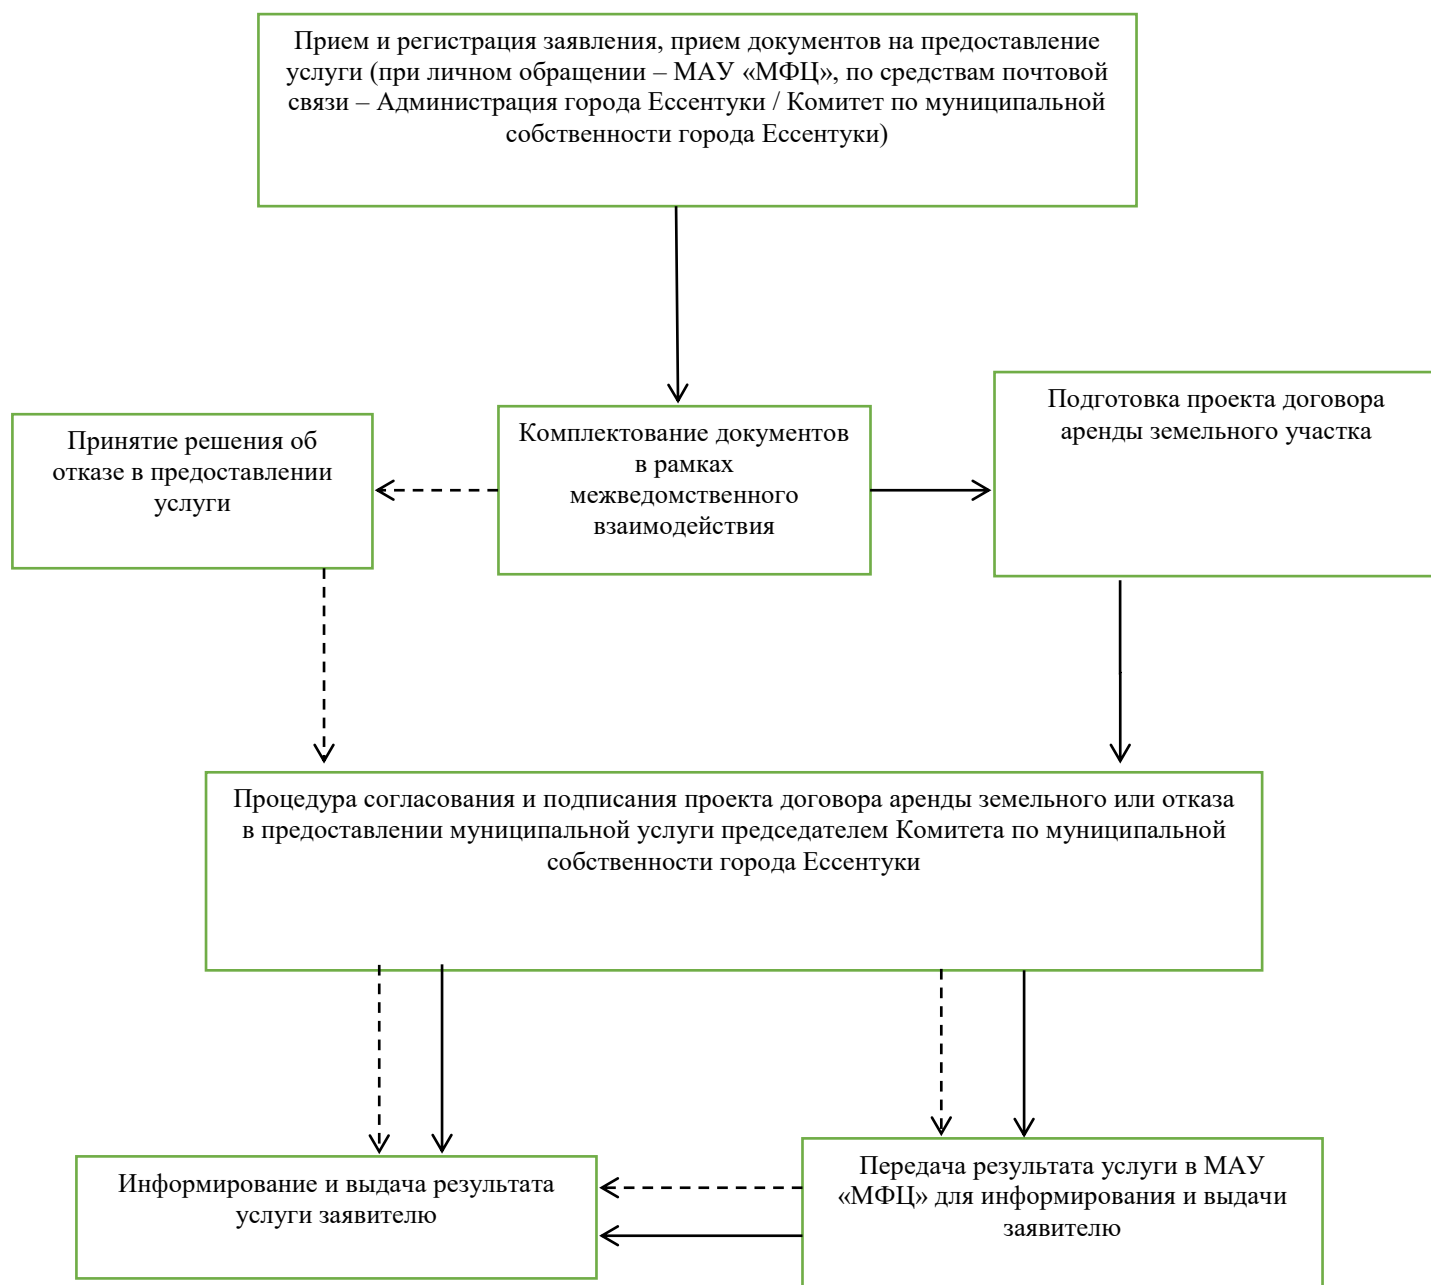 Прием и регистрация заявления, прием документов на предоставление
услуги (при личном обращении – МАУ «МФЦ», по средствам почтовой
связи – Администрация города Ессентуки / Комитет по муниципальной
собственности города Ессентуки)
Принятие решения об
отказе в предоставлении
услуги
Комплектование документов
в рамках
межведомственного
взаимодействия
Подготовка проекта договора
аренды земельного участка
Процедура согласования и подписания проекта договора аренды земельного или отказа
в предоставлении муниципальной услуги председателем Комитета по муниципальной
собственности города Ессентуки
Информирование и выдача результата
услуги заявителю
Передача результата услуги в МАУ
«МФЦ» для информирования и выдачи
заявителю